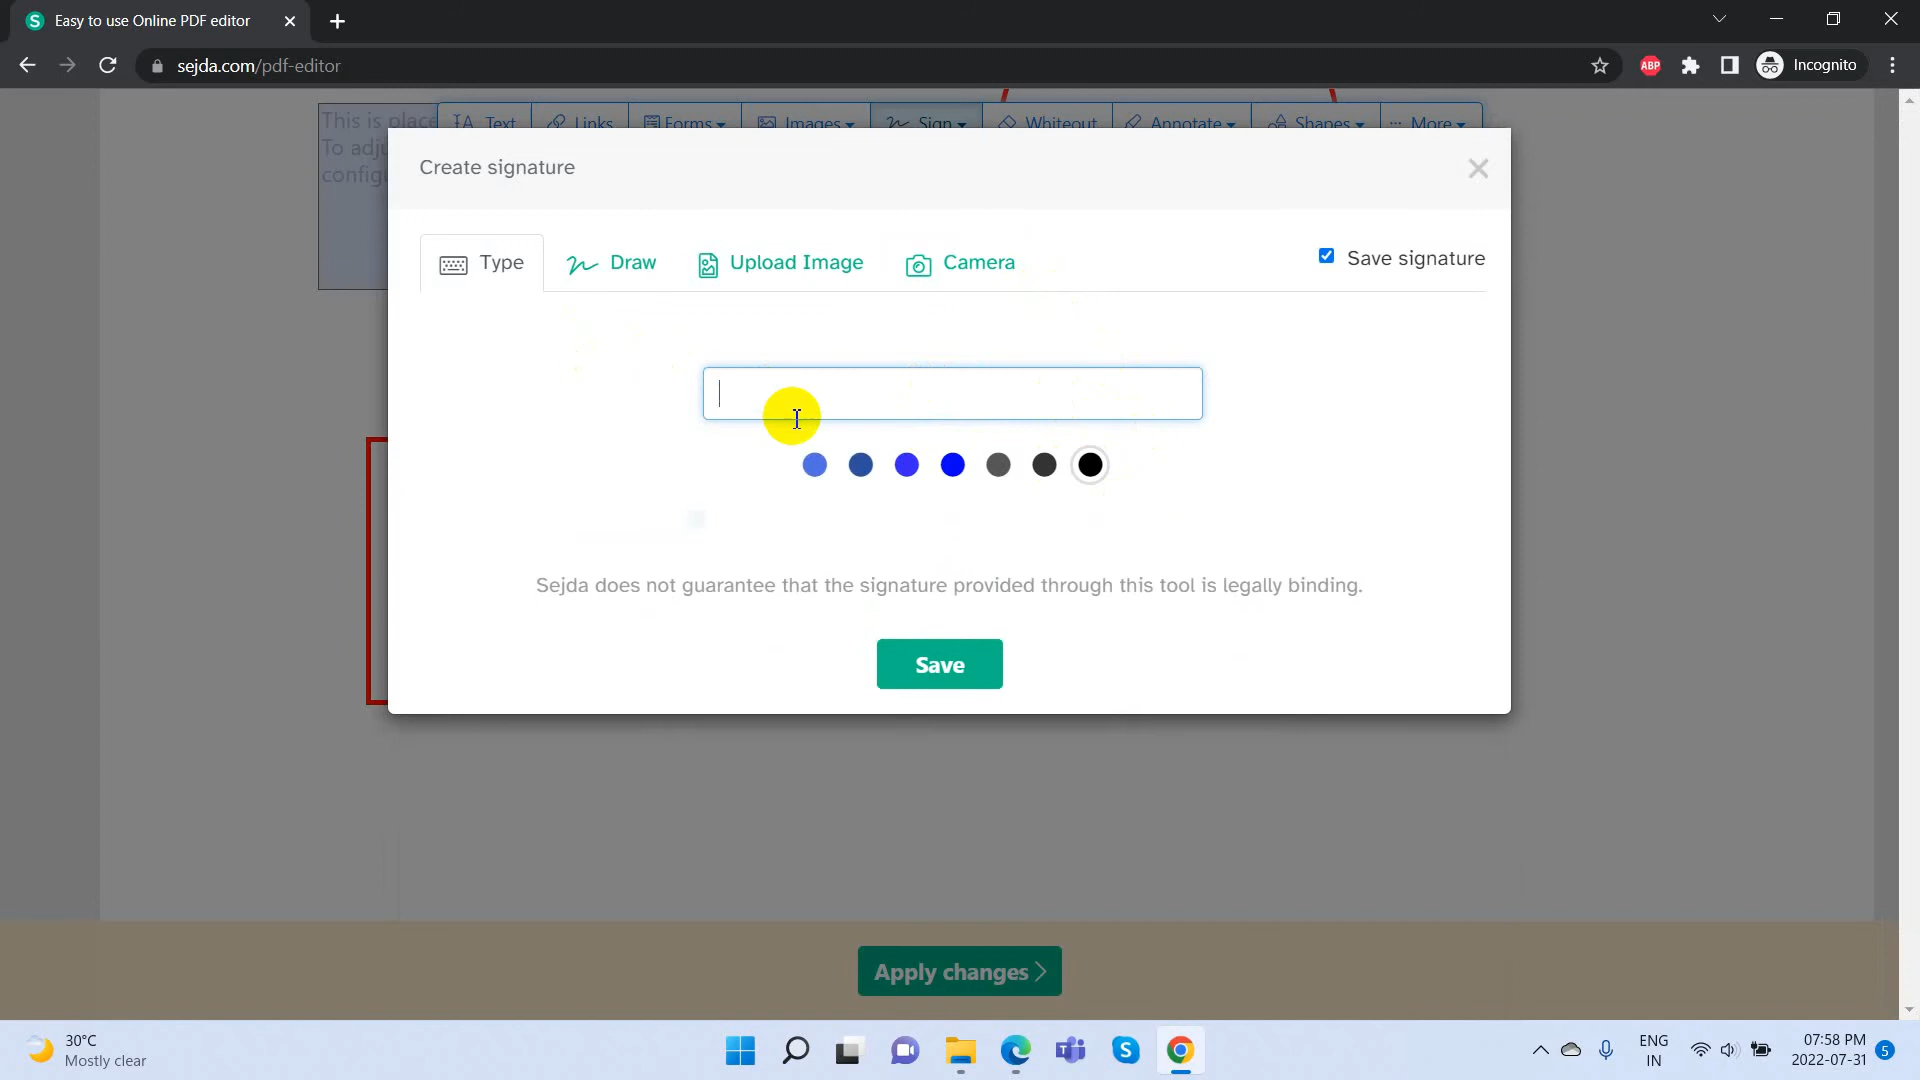 Easy to use Online PDF editor
sejda.com/pdf-editor
ABP
Incognito
This is place
To adju
config
Text
Links
Forms
Images
Sign
Whiteout
Annotate
Shapes
More
Create signature
Type
Draw
Upload Image
Camera
Save signature
Sejda does not guarantee that the signature provided through this tool is legally binding.
Save
Apply changes
30°C
Mostly clear
ENG
IN
07:58 PM
2022-07-31
5